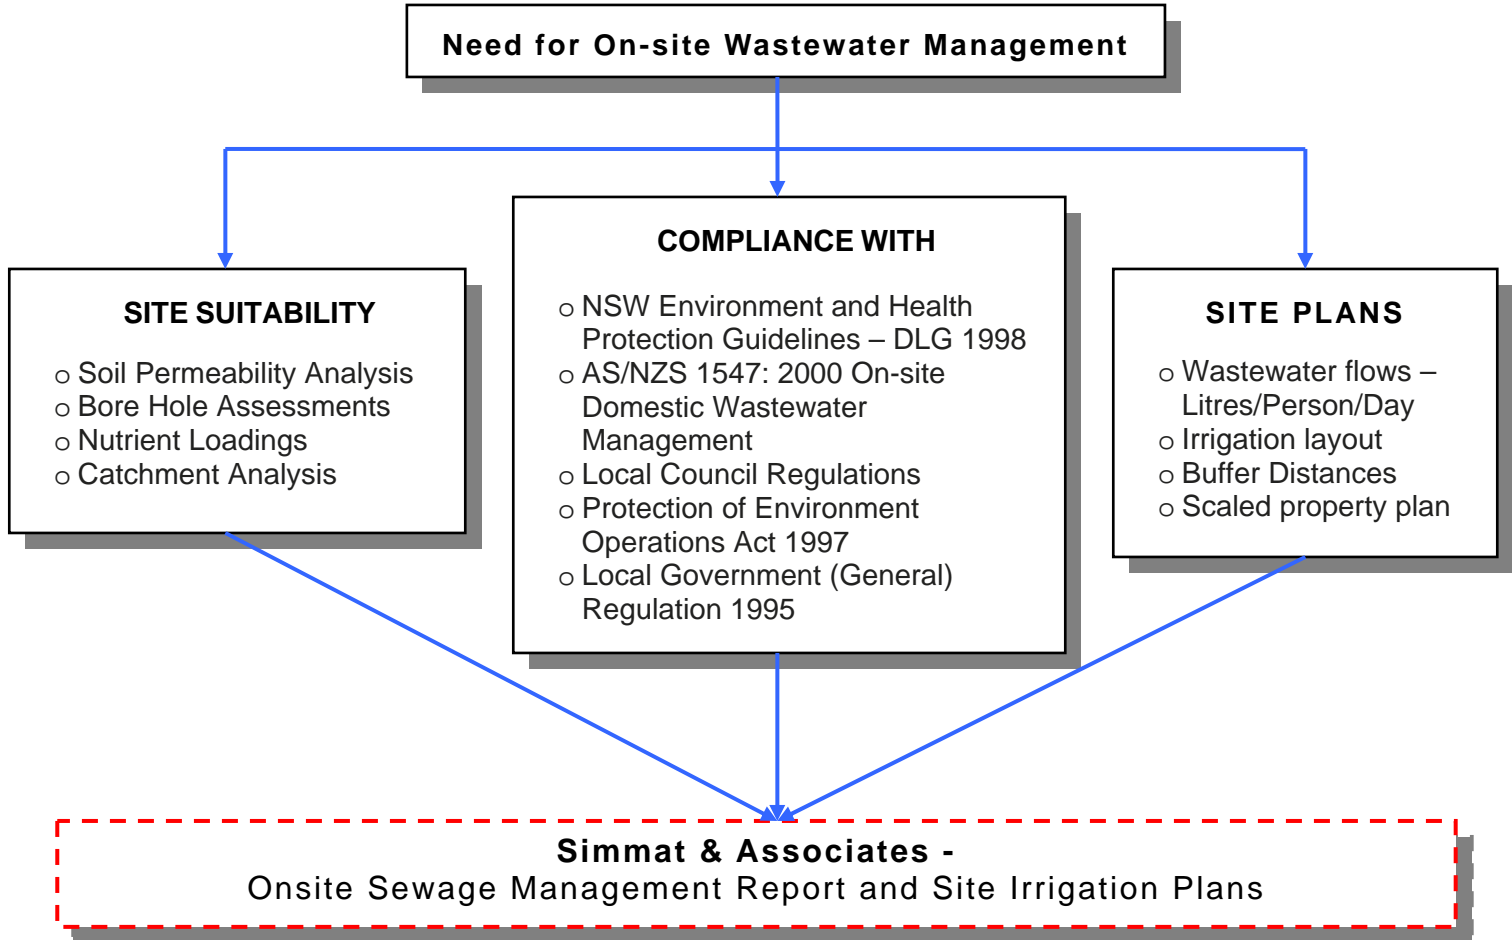 Need for On-site Wastewater Management
SITE SUITABILITY
o Soil Permeability Analysis
o Bore Hole Assessments
o Nutrient Loadings
o Catchment Analysis
COMPLIANCE WITH
o NSW Environment and Health
Protection Guidelines – DLG 1998
o AS/NZS 1547: 2000 On-site
Domestic Wastewater
Management
o Local Council Regulations
o Protection of Environment
Operations Act 1997
o Local Government (General)
Regulation 1995
SITE PLANS
o Wastewater flows –
Litres/Person/Day
o Irrigation layout
o Buffer Distances
o Scaled property plan
Simmat & Associates -
Onsite Sewage Management Report and Site Irrigation Plans